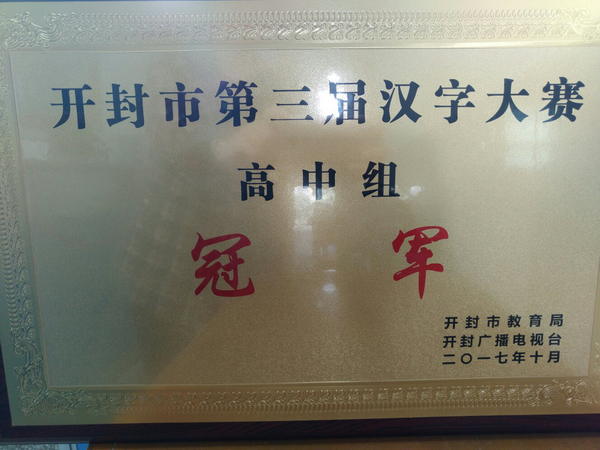 开封市第三届汉字大赛
高中组
冠军
开封市教育局
开封广播电视台
二〇一七年十月